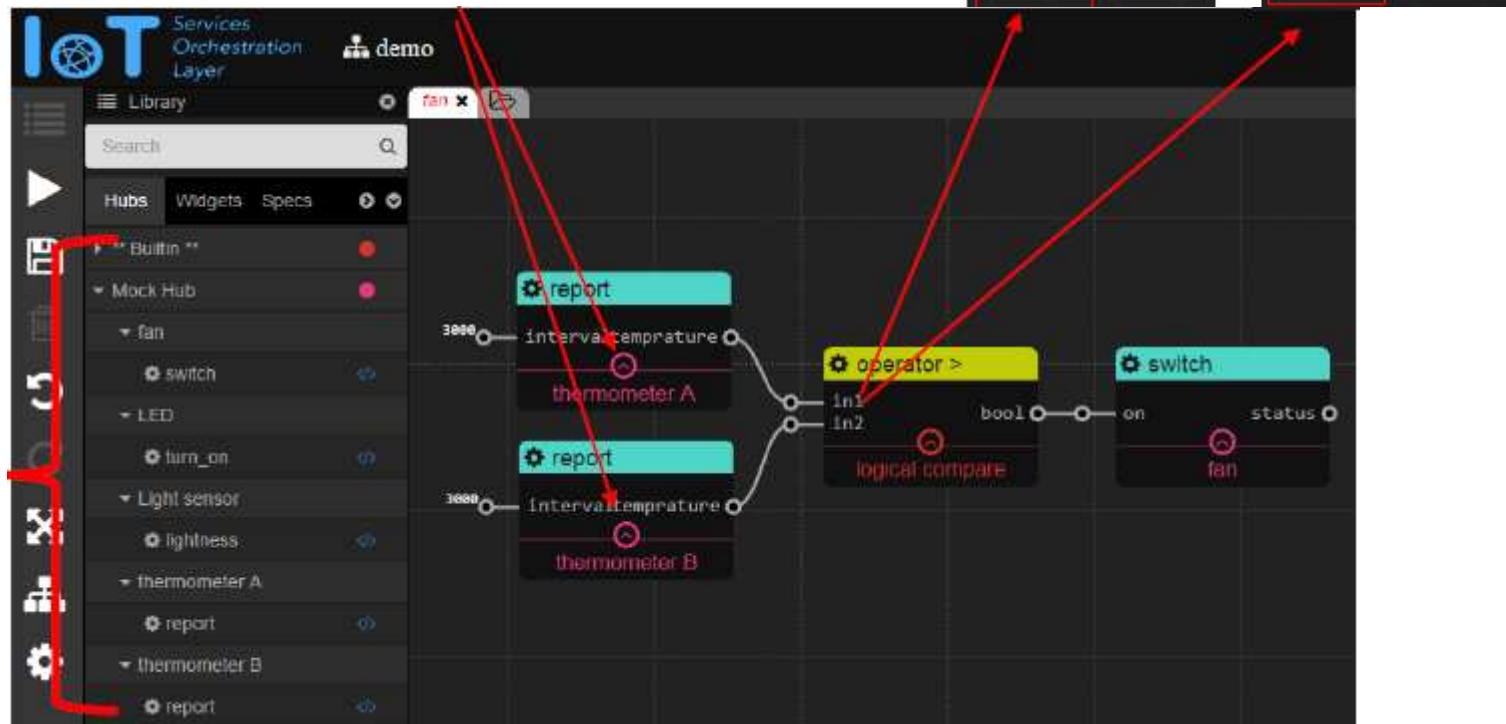 IoT
Services
Orchestration
Layer
demo
Library
fan
Search
Hubs Widgets Specs
** Builtin **
Mock Hub
fan
switch
LED
turn_on
Light sensor
lightness
thermometer A
report
thermometer B
report
report
3000
interval temprature
thermometer A
report
3000
interval temprature
thermometer B
operator >
in1
in2
bool
logical compare
switch
on
status
fan